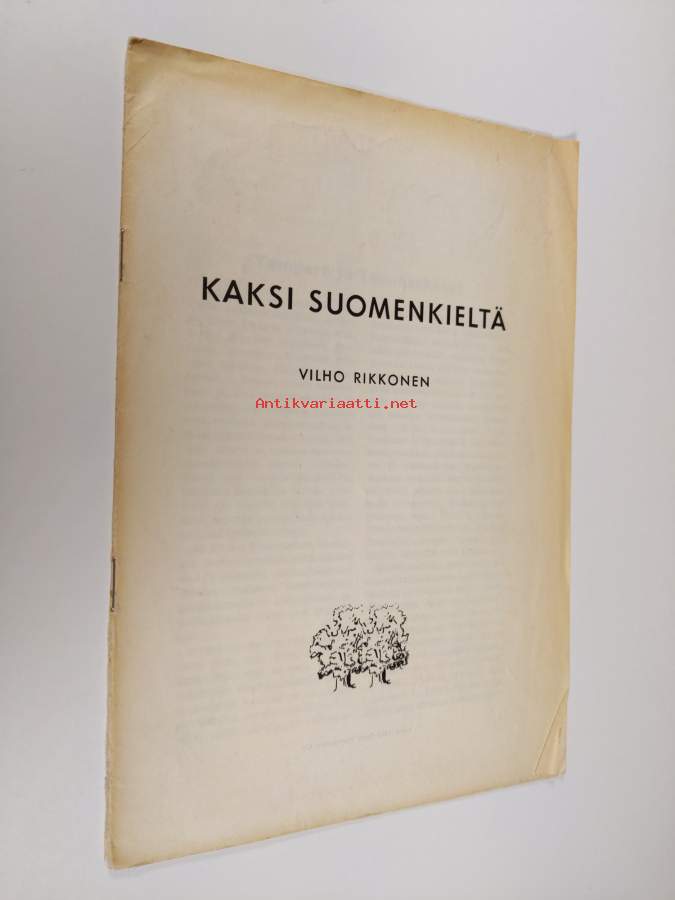 KAKSI SUOMENKIELTÄ
VILHO RIKKONEN
Antikvariaatti.net